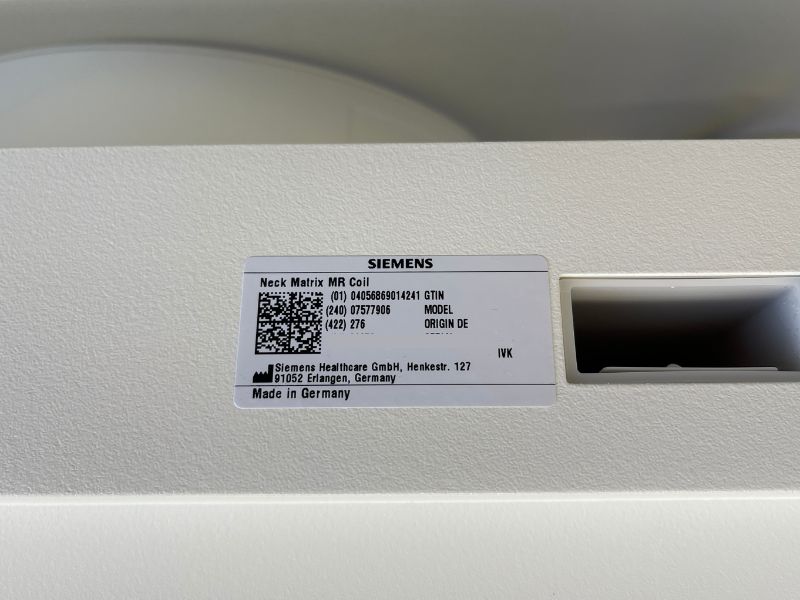 SIEMENS
Neck Matrix MR Coil
(01) 04056869014241 GTIN
(240) 07577906 MODEL
(422) 276 ORIGIN DE
IVK
Siemens Healthcare GmbH, Henkestr. 127
91052 Erlangen, Germany
Made in Germany